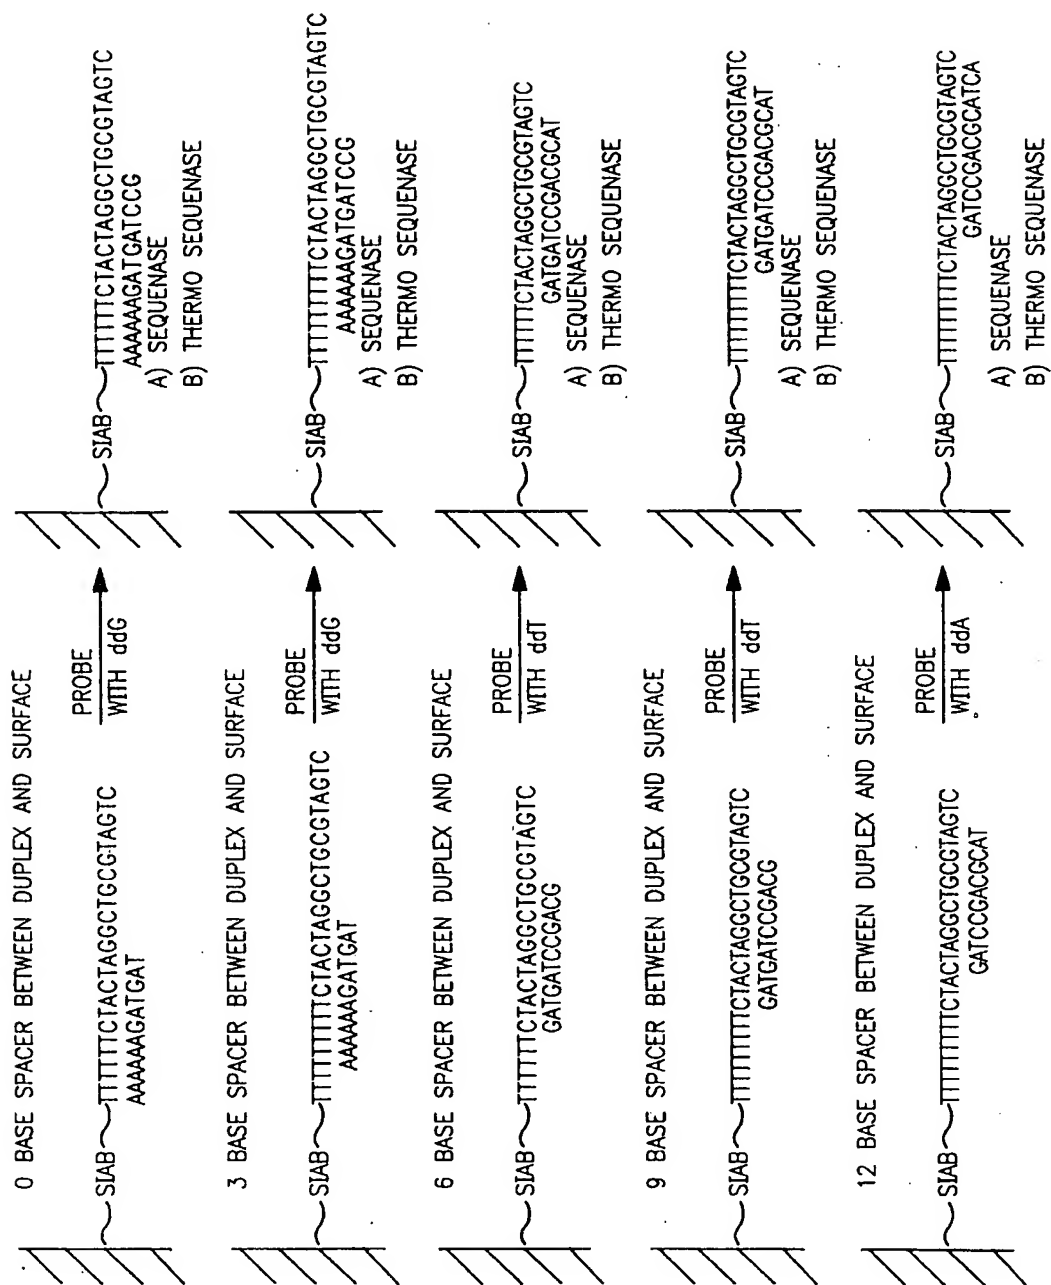 0 BASE SPACER BETWEEN DUPLEX AND SURFACE
SIAB TTTTTTCTACTAGGCTGCGTAGTC
AAAAAAGATGAT
PROBE
WITH ddG
SIAB TTTTTTCTACTAGGCTGCGTAGTC
AAAAAAGATGATCCG
A) SEQUENASE
B) THERMO SEQUENASE
3 BASE SPACER BETWEEN DUPLEX AND SURFACE
SIAB TTTTTTTTTCTACTAGGCTGCGTAGTC
AAAAAAGATGAT
PROBE
WITH ddG
SIAB TTTTTTTTTCTACTAGGCTGCGTAGTC
AAAAAAGATGATCCG
A) SEQUENASE
B) THERMO SEQUENASE
6 BASE SPACER BETWEEN DUPLEX AND SURFACE
SIAB TTTTTTCTACTAGGCTGCGTAGTC
GATGATCCGACG
PROBE
WITH ddT
SIAB TTTTTTCTACTAGGCTGCGTAGTC
GATGATCCGACGCAT
A) SEQUENASE
B) THERMO SEQUENASE
9 BASE SPACER BETWEEN DUPLEX AND SURFACE
SIAB TTTTTTTTTCTACTAGGCTGCGTAGTC
GATGATCCGACG
PROBE
WITH ddT
SIAB TTTTTTTTTCTACTAGGCTGCGTAGTC
GATGATCCGACGCAT
A) SEQUENASE
B) THERMO SEQUENASE
12 BASE SPACER BETWEEN DUPLEX AND SURFACE
SIAB TTTTTTTTTCTACTAGGCTGCGTAGTC
GATCCGACGCAT
PROBE
WITH ddA
SIAB TTTTTTTTTCTACTAGGCTGCGTAGTC
GATCCGACGCATCA
A) SEQUENASE
B) THERMO SEQUENASE